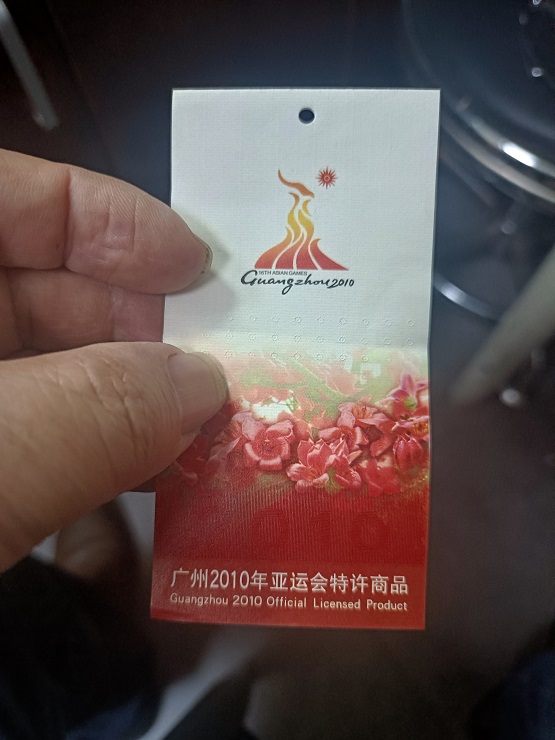 16TH ASIAN GAMES
Guangzhou 2010
广州2010年亚运会特许商品
Guangzhou 2010 Official Licensed Product